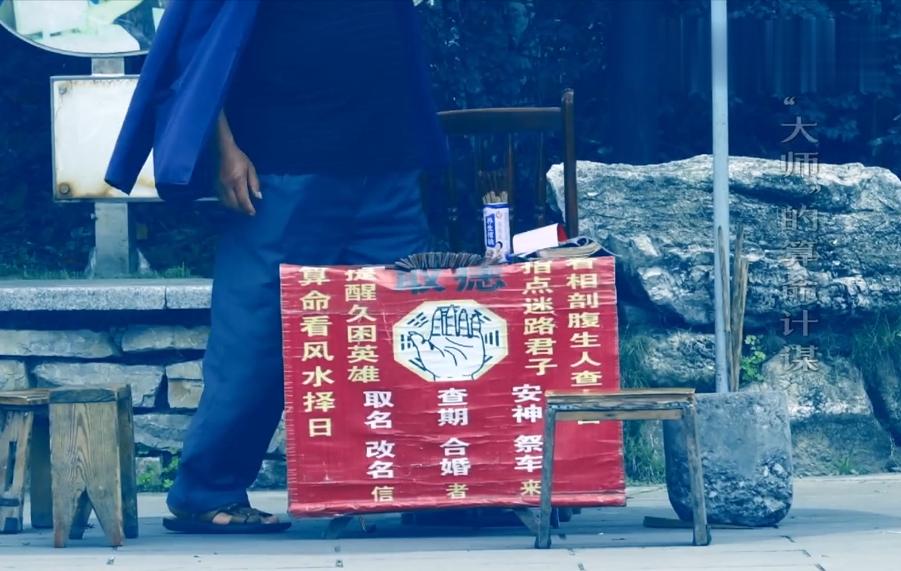 算命看风水择日
提醒久困英雄
指点迷路君子
看相剖腹生人查
取名 查期 安神
改名 合婚 祭车
信 者 来
“大师”的算命计谋